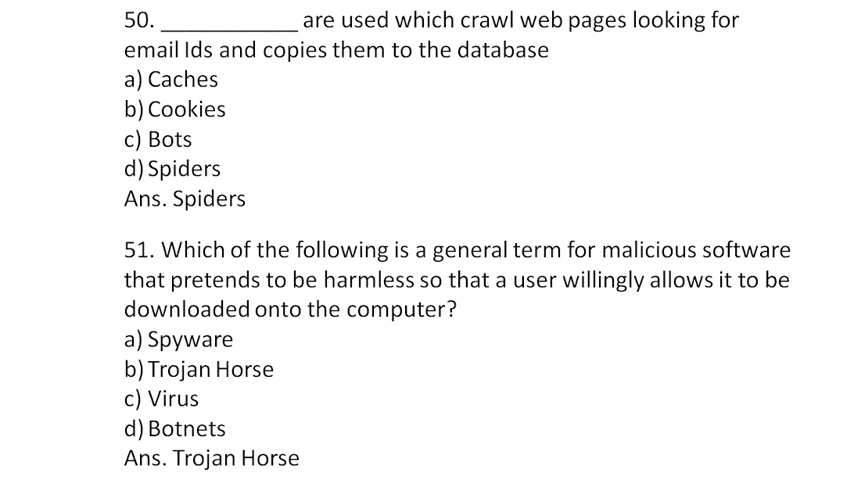 50. ____________ are used which crawl web pages looking for
email Ids and copies them to the database
a) Caches
b) Cookies
c) Bots
d) Spiders
Ans. Spiders
51. Which of the following is a general term for malicious software
that pretends to be harmless so that a user willingly allows it to be
downloaded onto the computer?
a) Spyware
b) Trojan Horse
c) Virus
d) Botnets
Ans. Trojan Horse